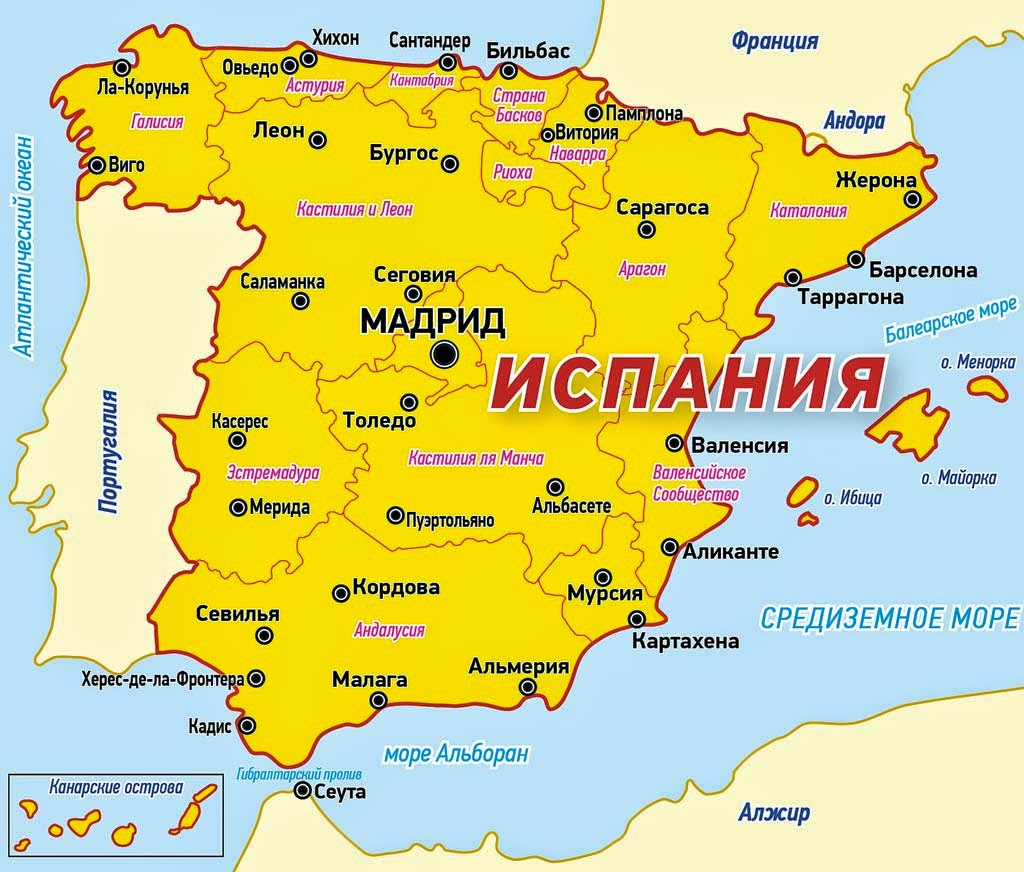 Франция
Хихон
Сантандер
Бильбас
Овьедо
Астурия
Кантабрия
Ла-Корунья
Галисия
Страна
Басков
Памплона
Витория
Наварра
Андора
Леон
Бургос
Риоха
Виго
Жерона
Атлантический океан
Кастилия и Леон
Сарагоса
Каталония
Арагон
Барселона
Таррагона
Саламанка
Сеговия
МАДРИД
Балеарское море
о. Менорка
ИСПАНИЯ
Португалия
Касерес
Толедо
Валенсия
Эстремадура
Кастилия ля Манча
Валенсийское
Сообщество
о. Майорка
о. Ибица
Мерида
Альбасете
Пуэртольяно
Аликанте
Кордова
Мурсия
Севилья
Андалусия
Картахена
СРЕДИЗЕМНОЕ МОРЕ
Херес-де-ла-Фронтера
Малага
Альмерия
Кадис
море Альборан
Гибралтарский пролив
Сеута
Канарские острова
Алжир